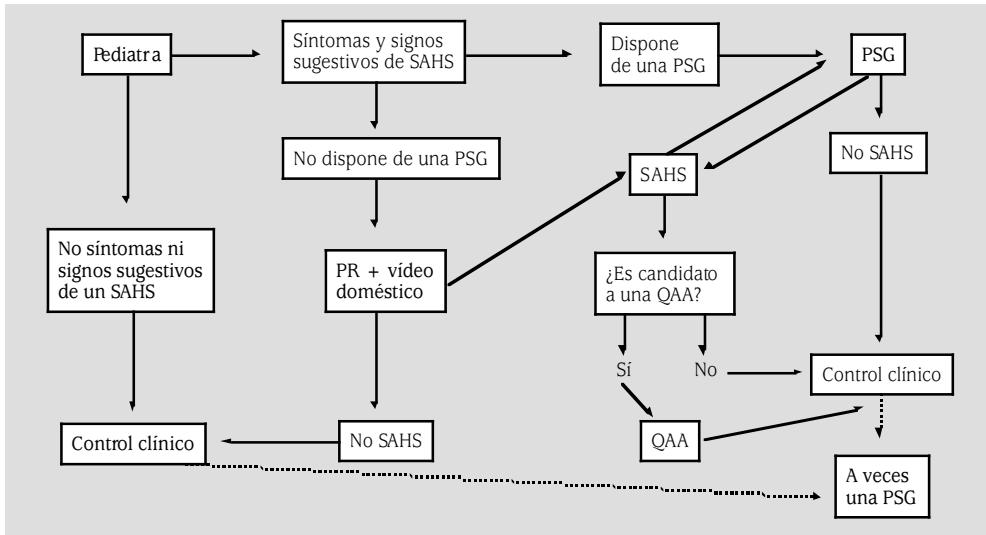 Pediatra
Síntomas y signos
sugestivos de SAHS
Dispone
de una PSG
PSG
No dispone de una PSG
SAHS
No SAHS
No síntomas ni
signos sugestivos
de un SAHS
PR + vídeo
doméstico
¿Es candidato
a una QAA?
Sí
No
Control clínico
Control clínico
No SAHS
QAA
A veces
una PSG